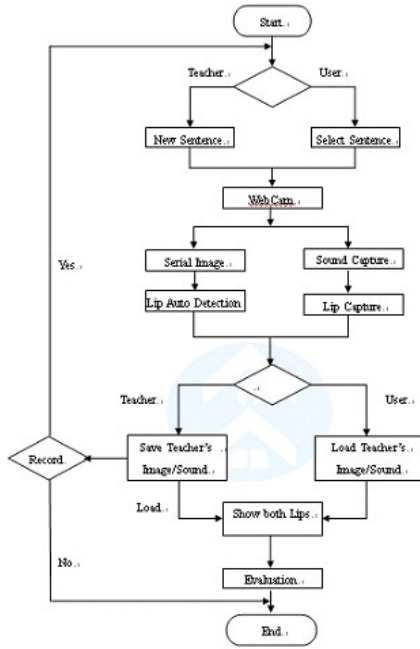 Start.
Teacher.
User.
New Sentence.
Select Sentence.
WebCam.
Yes.
Serial Image.
Sound Capture.
Lip Auto Detection
Lip Capture.
Teacher.
User.
Record.
Save Teacher's
Image/Sound.
Load Teacher's
Image/Sound.
Load.
Show both Lips.
No.
Evaluation.
End.